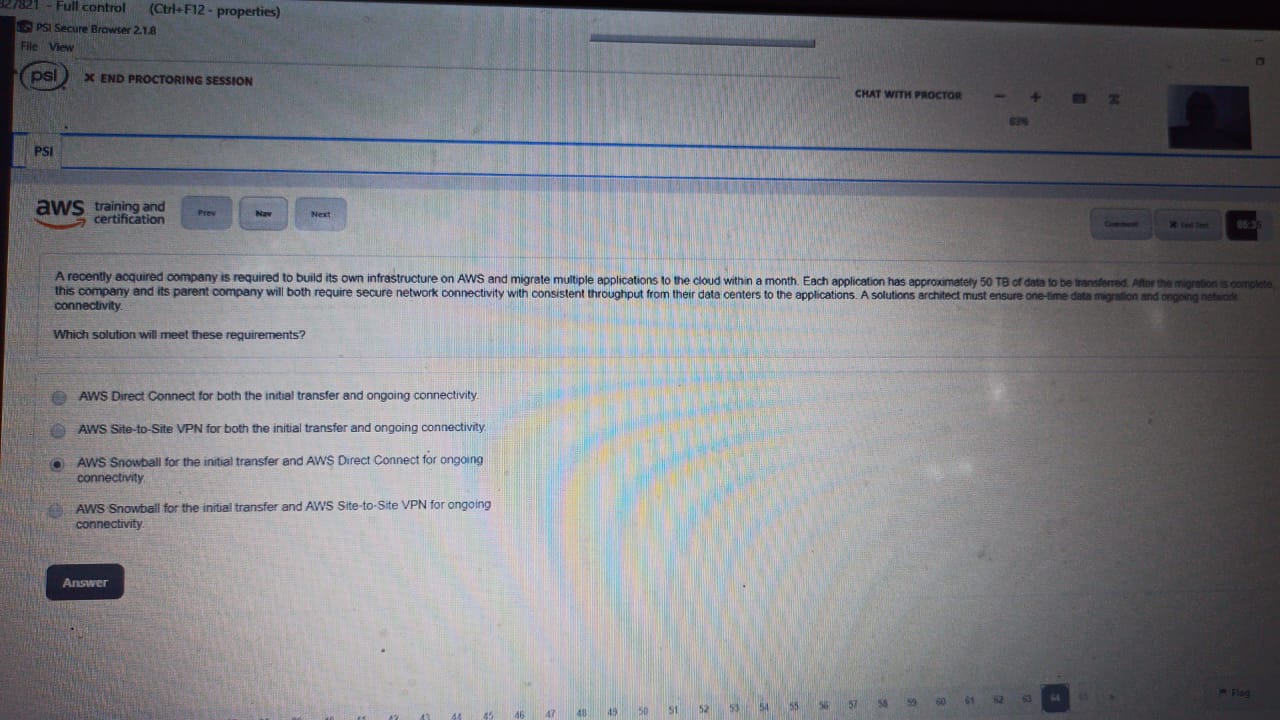 327821 - Full control (Ctrl+F12 - properties)
PSI Secure Browser 2.1.8
File View
psi
X END PROCTORING SESSION
CHAT WITH PROCTOR
63%
PSI
aws training and certification
Prev
Nav
Next
Comment
End Test
A recently acquired company is required to build its own infrastructure on AWS and migrate multiple applications to the cloud within a month. Each application has approximately 50 TB of data to be transferred. After the migration is complete,
this company and its parent company will both require secure network connectivity with consistent throughput from their data centers to the applications. A solutions architect must ensure one-time data migration and ongoing network
connectivity.
Which solution will meet these requirements?
AWS Direct Connect for both the initial transfer and ongoing connectivity.
AWS Site-to-Site VPN for both the initial transfer and ongoing connectivity.
AWS Snowball for the initial transfer and AWS Direct Connect for ongoing
connectivity.
AWS Snowball for the initial transfer and AWS Site-to-Site VPN for ongoing
connectivity.
Answer
42 43 44 45 46 47 48 49 50 51 52 53 54 55 56 57 58 59 60 61 62 63 64 65
Flag